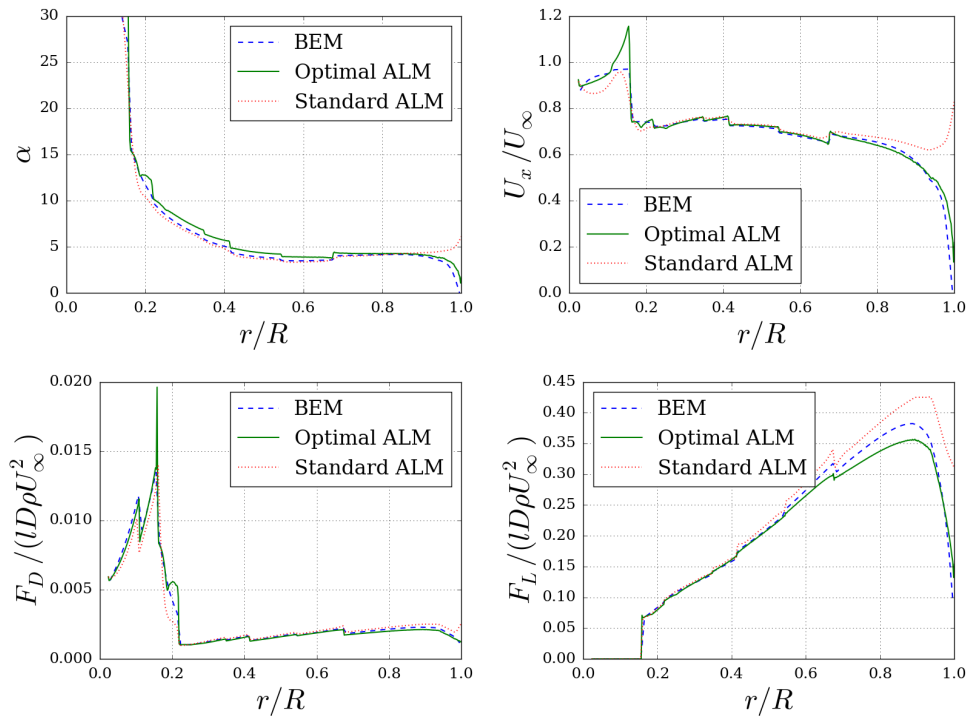 30
25
20
15
10
5
0
α
0.0 0.2 0.4 0.6 0.8 1.0
r/R
BEM
Optimal ALM
Standard ALM
1.2
1.0
0.8
0.6
0.4
0.2
0.0
U_x/U_∞
0.0 0.2 0.4 0.6 0.8 1.0
r/R
BEM
Optimal ALM
Standard ALM
0.020
0.015
0.010
0.005
0.000
F_D/(lDρU_∞^2)
0.0 0.2 0.4 0.6 0.8 1.0
r/R
BEM
Optimal ALM
Standard ALM
0.45
0.40
0.35
0.30
0.25
0.20
0.15
0.10
0.05
0.00
F_L/(lDρU_∞^2)
0.0 0.2 0.4 0.6 0.8 1.0
r/R
BEM
Optimal ALM
Standard ALM